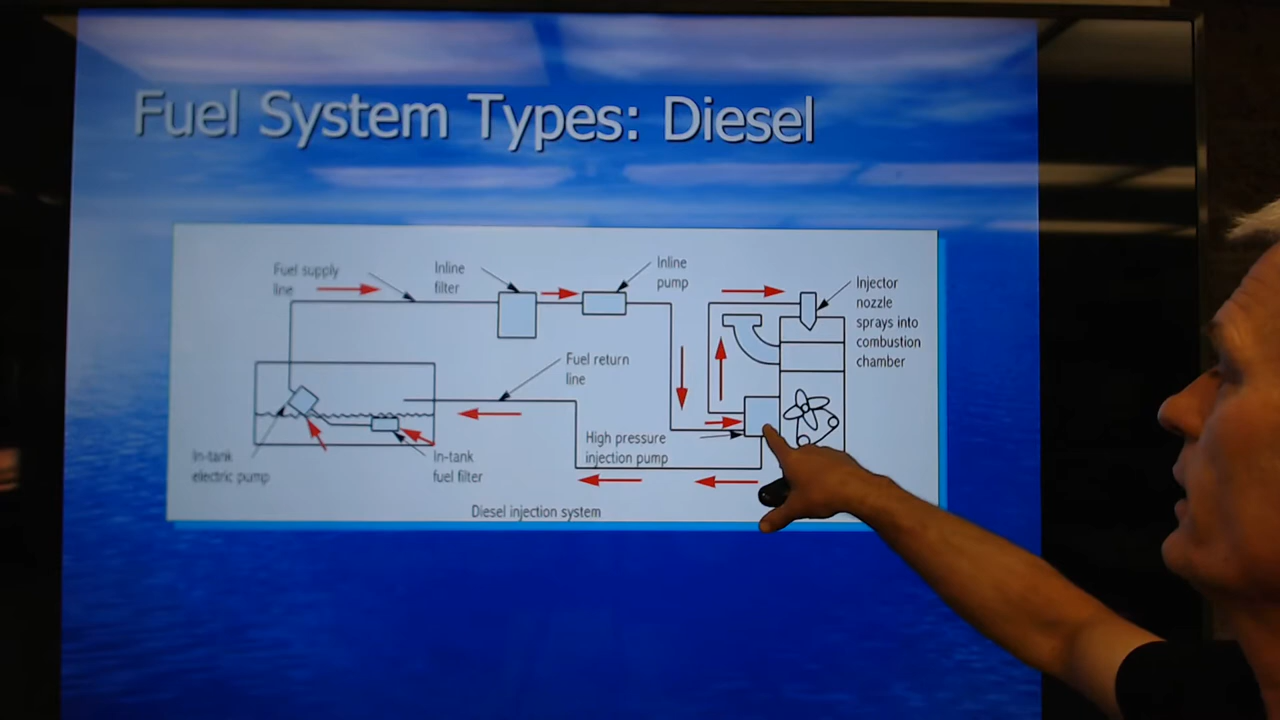 Fuel System Types: Diesel
Fuel supply
line
Inline
filter
Inline
pump
Injector
nozzle
sprays into
combustion
chamber
Fuel return
line
High pressure
injection pump
In-tank
electric pump
In-tank
fuel filter
Diesel injection system